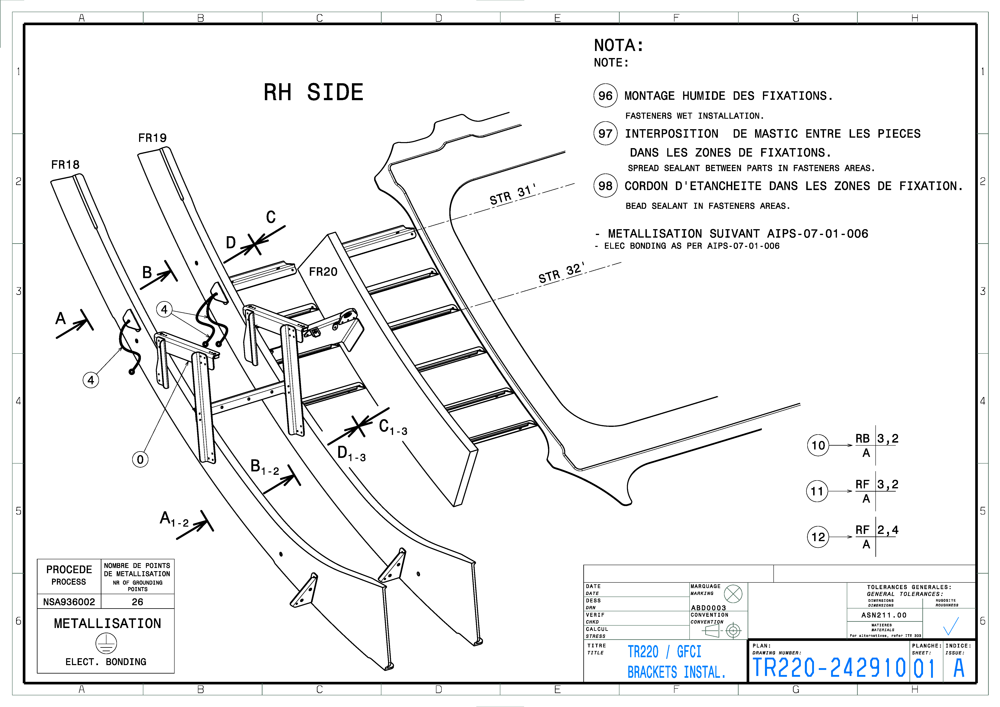 A B C D E F G H
1 1
2 2
3 3
4 4
5 5
6 6
NOTA:
NOTE:
RH SIDE
96 MONTAGE HUMIDE DES FIXATIONS.
FASTENERS WET INSTALLATION.
97 INTERPOSITION DE MASTIC ENTRE LES PIECES
DANS LES ZONES DE FIXATIONS.
SPREAD SEALANT BETWEEN PARTS IN FASTENERS AREAS.
98 CORDON D'ETANCHEITE DANS LES ZONES DE FIXATION.
BEAD SEALANT IN FASTENERS AREAS.
- METALLISATION SUIVANT AIPS-07-01-006
- ELEC BONDING AS PER AIPS-07-01-006
FR19
FR18
STR 31'
C
D
FR20
STR 32'
B
4
A
4
C1-3
D1-3
0
B1-2
A1-2
10 RB 3,2
A
11 RF 3,2
A
12 RF 2,4
A
PROCEDE
PROCESS
NOMBRE DE POINTS
DE METALLISATION
NR OF GROUNDING
POINTS
NSA936002 26
METALLISATION
ELECT. BONDING
DATE
DATE
DESS
DRN
VERIF
CHKD
CALCUL
STRESS
MARQUAGE
MARKING
ABD0003
CONVENTION
CONVENTION
TOLERANCES GENERALES:
GENERAL TOLERANCES:
DIMENSIONS
DIMENSIONS
RUGOSITE
ROUGHNESS
ASN211.00
MATIERES
MATERIALS
For alternatives, refer ITE 303
TITRE
TITLE
TR220 / GFCI
BRACKETS INSTAL.
PLAN:
DRAWING NUMBER:
TR220-242910
PLANCHE:
SHEET:
01
INDICE:
ISSUE:
A
A B C D E F G H